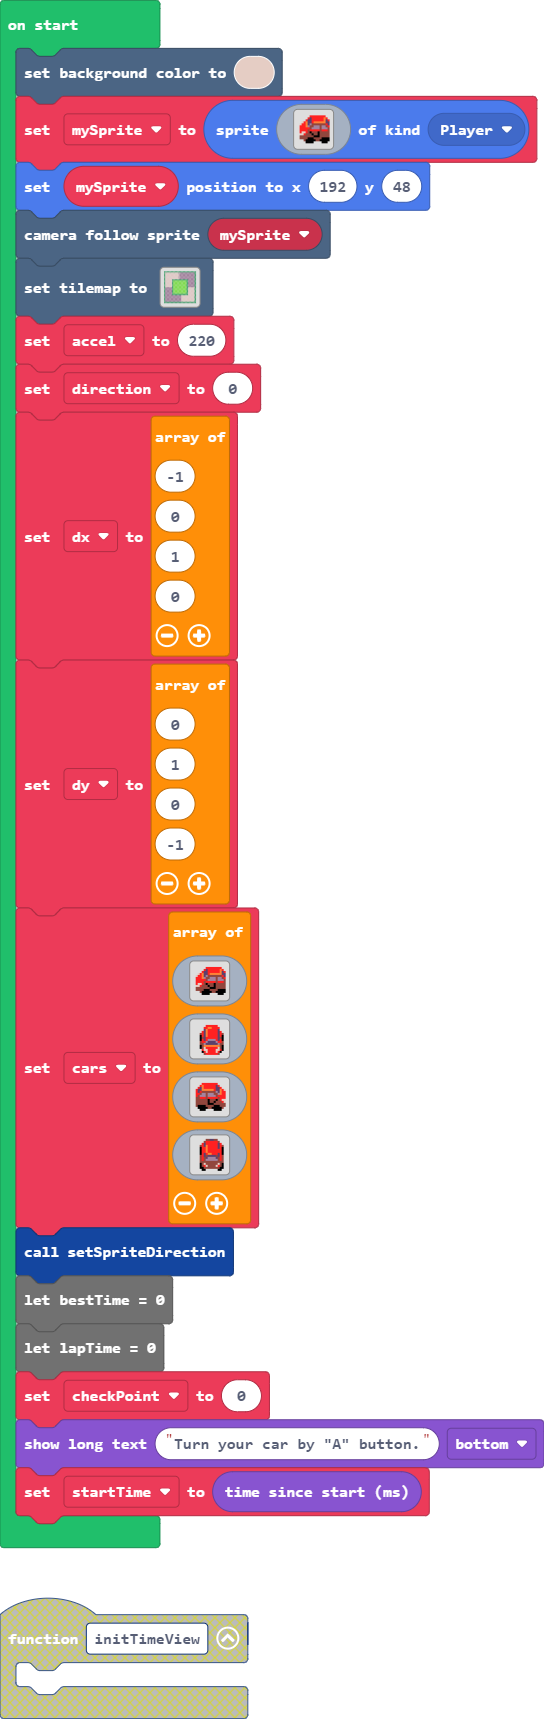 on start
set background color to
set mySprite to sprite of kind Player
set mySprite position to x 192 y 48
camera follow sprite mySprite
set tilemap to
set accel to 220
set direction to 0
array of
-1
0
set dx to
1
0
array of
0
1
set dy to
0
-1
array of
set cars to
call setSpriteDirection
let bestTime = 0
let lapTime = 0
set checkPoint to 0
show long text "Turn your car by "A" button." bottom
set startTime to time since start (ms)
function initTimeView